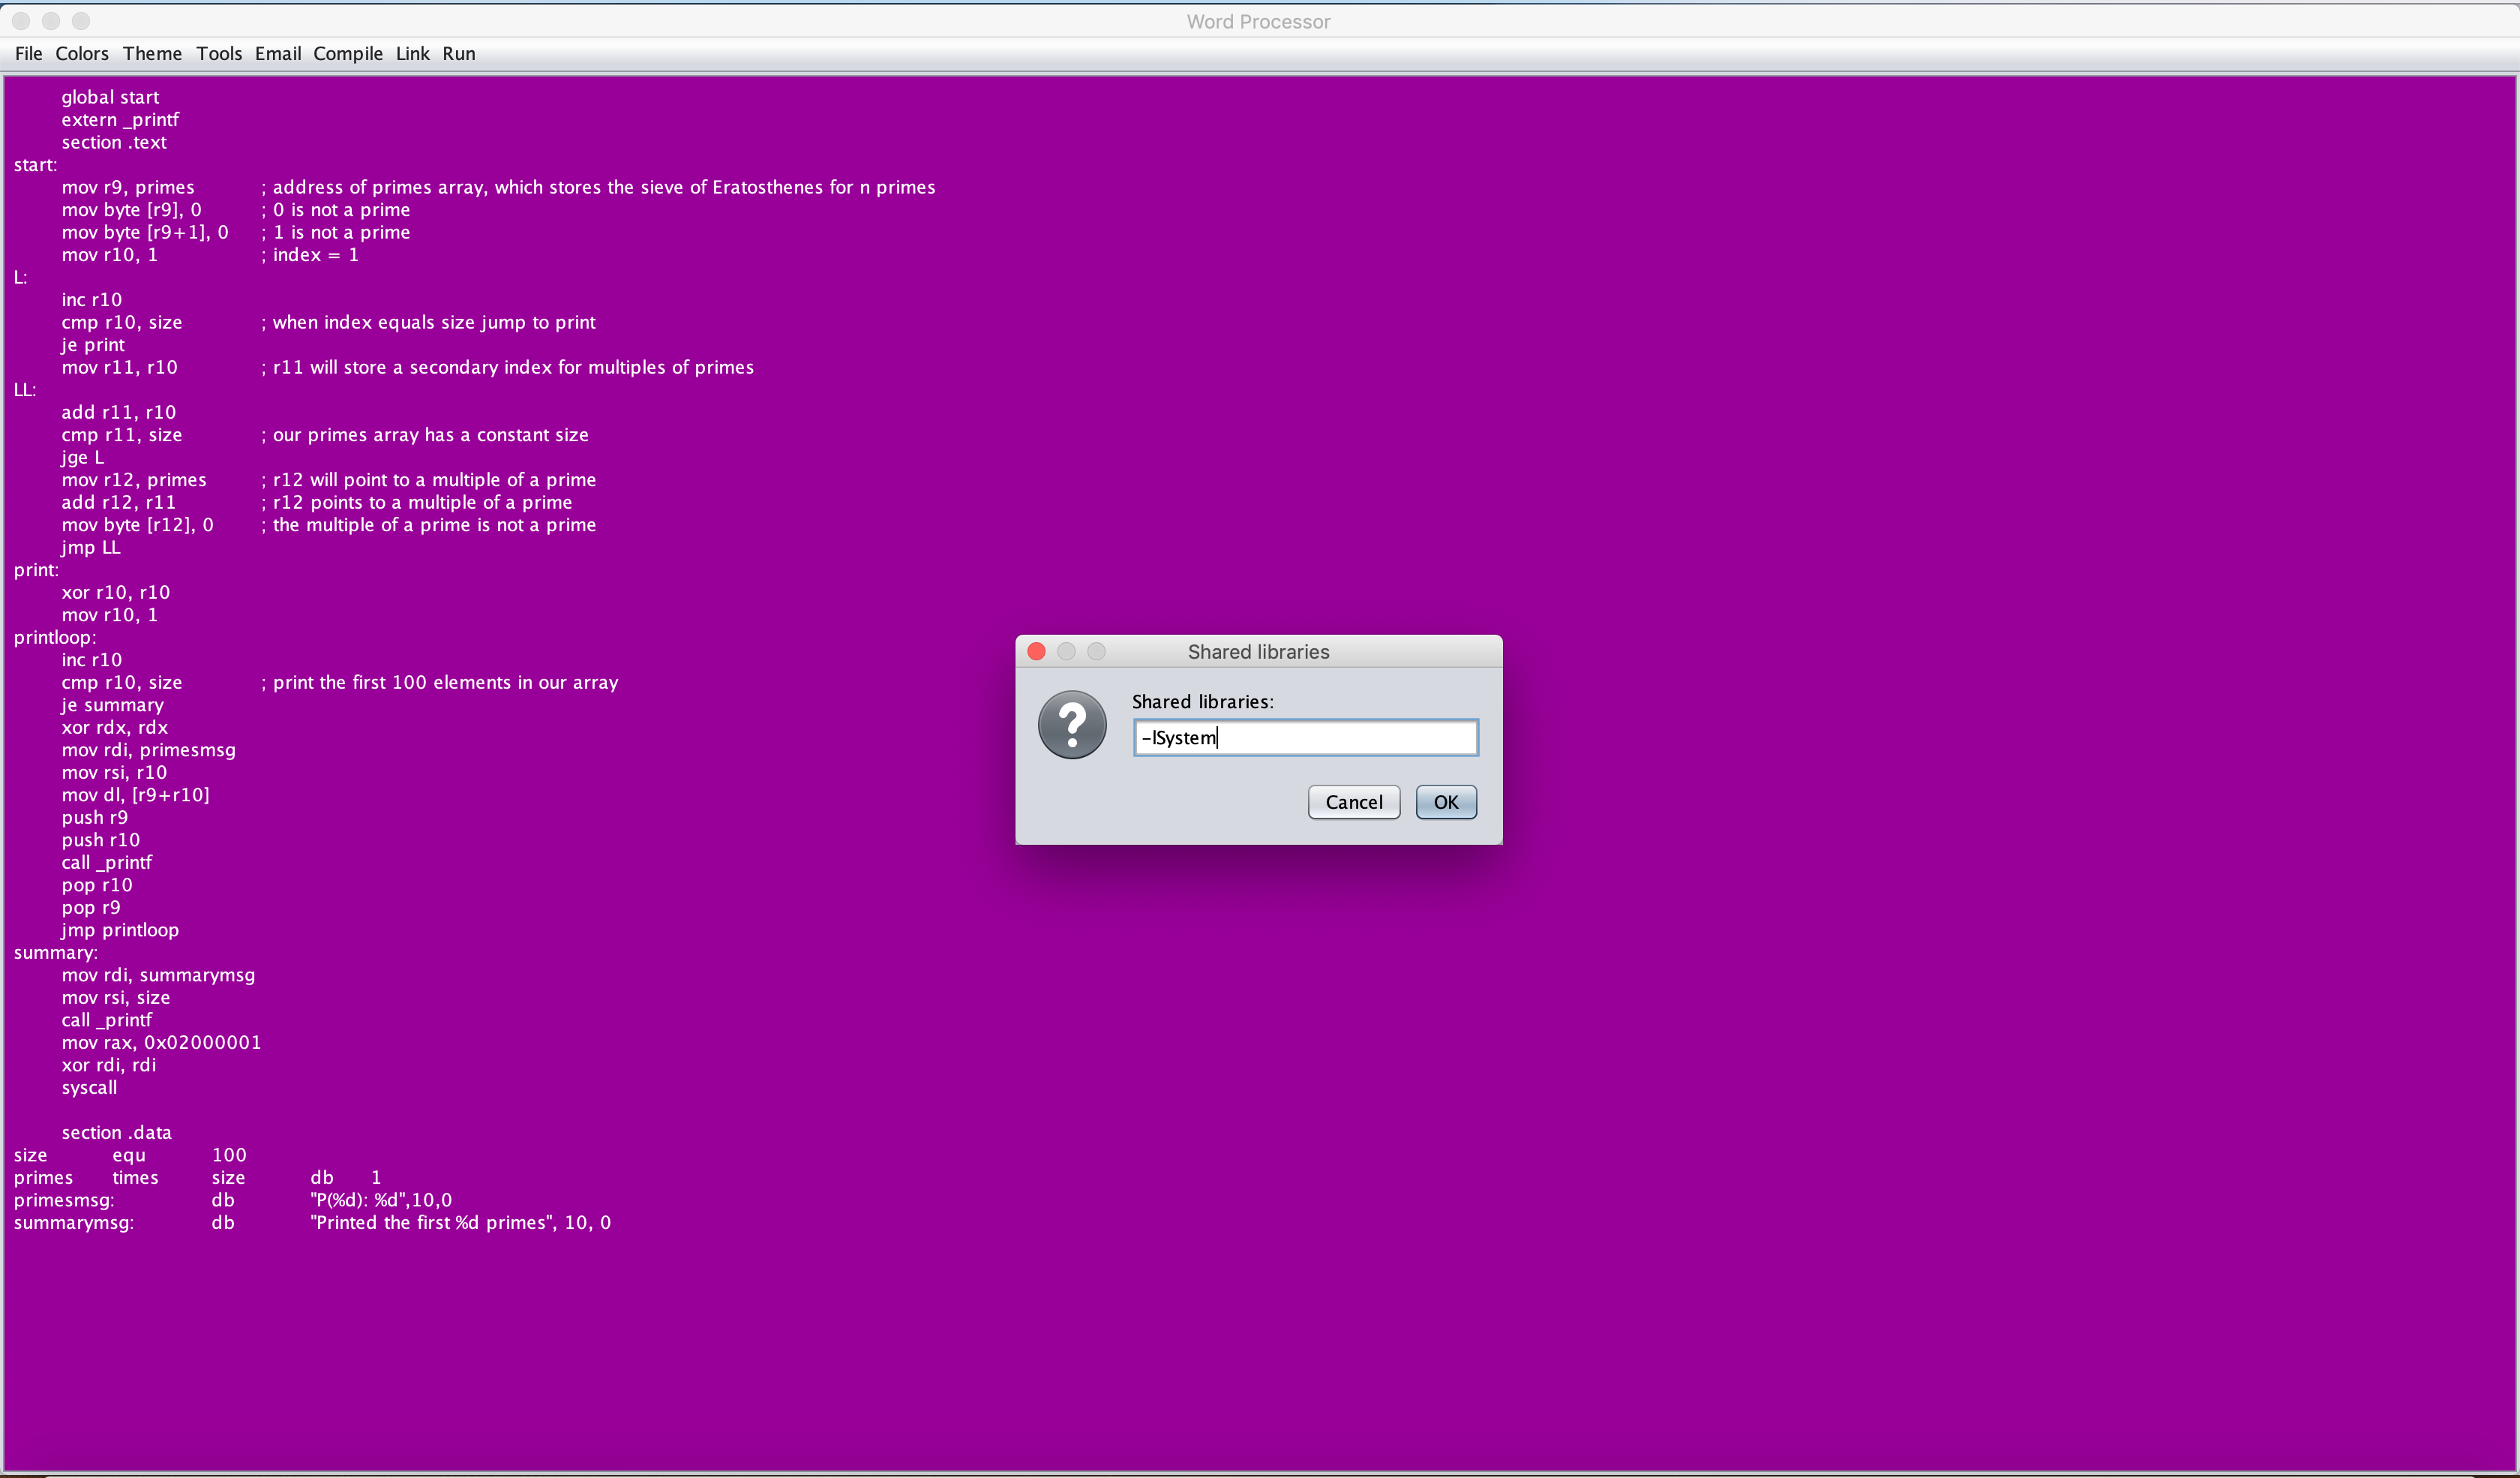 Word Processor
File Colors Theme Tools Email Compile Link Run
global start
extern _printf
section .text
start:
mov r9, primes ; address of primes array, which stores the sieve of Eratosthenes for n primes
mov byte [r9], 0 ; 0 is not a prime
mov byte [r9+1], 0 ; 1 is not a prime
mov r10, 1 ; index = 1
L:
inc r10
cmp r10, size ; when index equals size jump to print
je print
mov r11, r10 ; r11 will store a secondary index for multiples of primes
LL:
add r11, r10
cmp r11, size ; our primes array has a constant size
jge L
mov r12, primes ; r12 will point to a multiple of a prime
add r12, r11 ; r12 points to a multiple of a prime
mov byte [r12], 0 ; the multiple of a prime is not a prime
jmp LL
print:
xor r10, r10
mov r10, 1
printloop:
inc r10
cmp r10, size ; print the first 100 elements in our array
je summary
xor rdx, rdx
mov rdi, primesmsg
mov rsi, r10
mov dl, [r9+r10]
push r9
push r10
call _printf
pop r10
pop r9
jmp printloop
summary:
mov rdi, summarymsg
mov rsi, size
call _printf
mov rax, 0x02000001
xor rdi, rdi
syscall
section .data
size equ 100
primes times size db 1
primesmsg: db "P(%d): %d",10,0
summarymsg: db "Printed the first %d primes", 10, 0
Shared libraries
Shared libraries:
-lSystem
Cancel OK